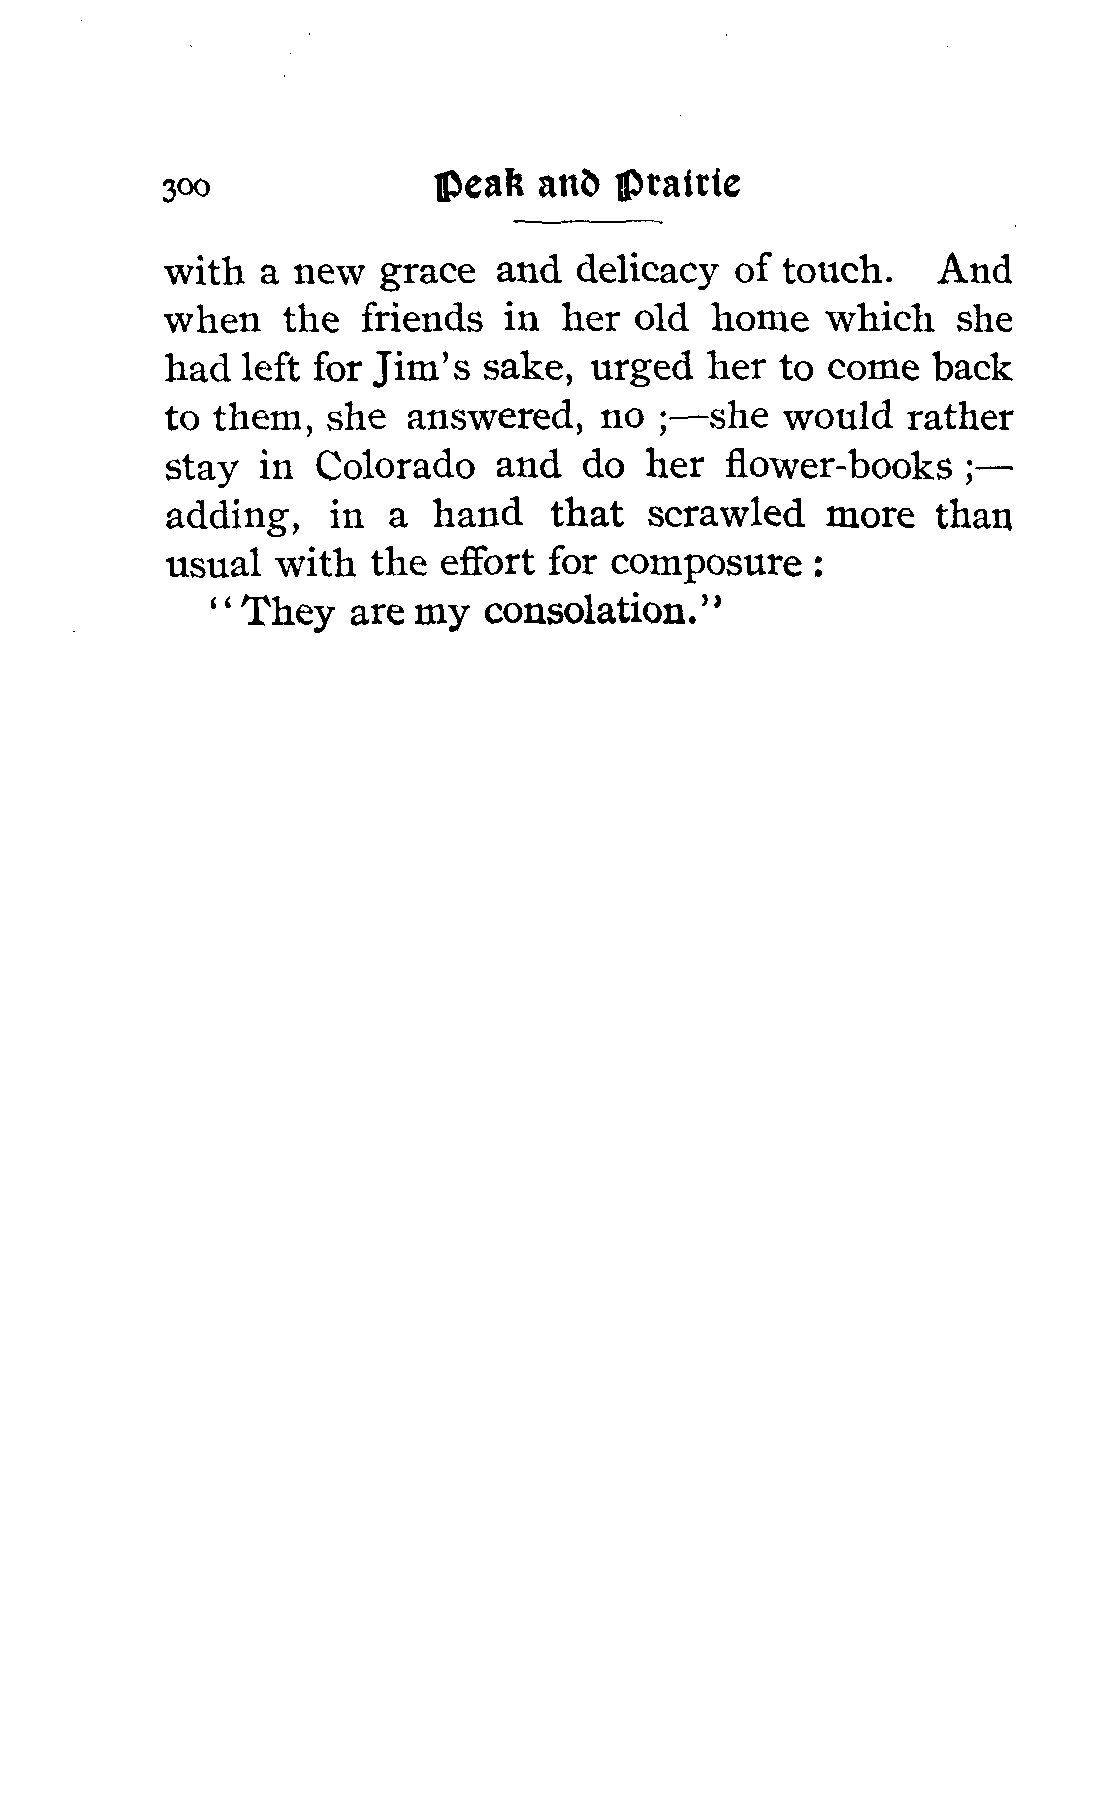 300 Peak and Prairie
with a new grace and delicacy of touch. And
when the friends in her old home which she
had left for Jim's sake, urged her to come back
to them, she answered, no ;—she would rather
stay in Colorado and do her flower-books ;—
adding, in a hand that scrawled more than
usual with the effort for composure :
"They are my consolation."